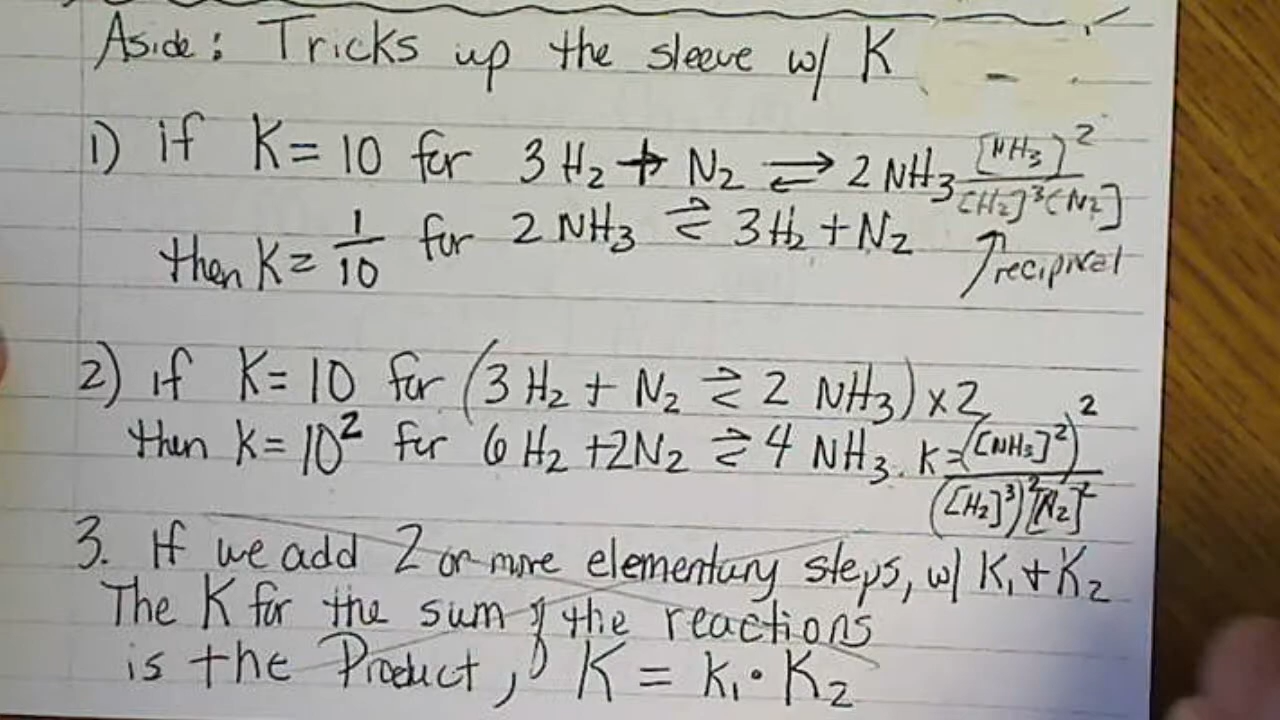 Aside: Tricks up the sleeve w/ K
1) if K = 10 for 3 H₂ + N₂ ⇌ 2 NH₃ [NH₃]² / [H₂]³[N₂]
then K = 1/10 for 2 NH₃ ⇌ 3 H₂ + N₂ ↑ recipical
2) if K = 10 for (3 H₂ + N₂ ⇌ 2 NH₃) x 2
then K = 10² for 6 H₂ + 2N₂ ⇌ 4 NH₃. K = ([NH₃]²)² / ([H₂]³)²[N₂]²
3. If we add 2 or more elementary steps, w/ K₁ + K₂
The K for the sum of the reactions
is the Product, K = K₁ · K₂